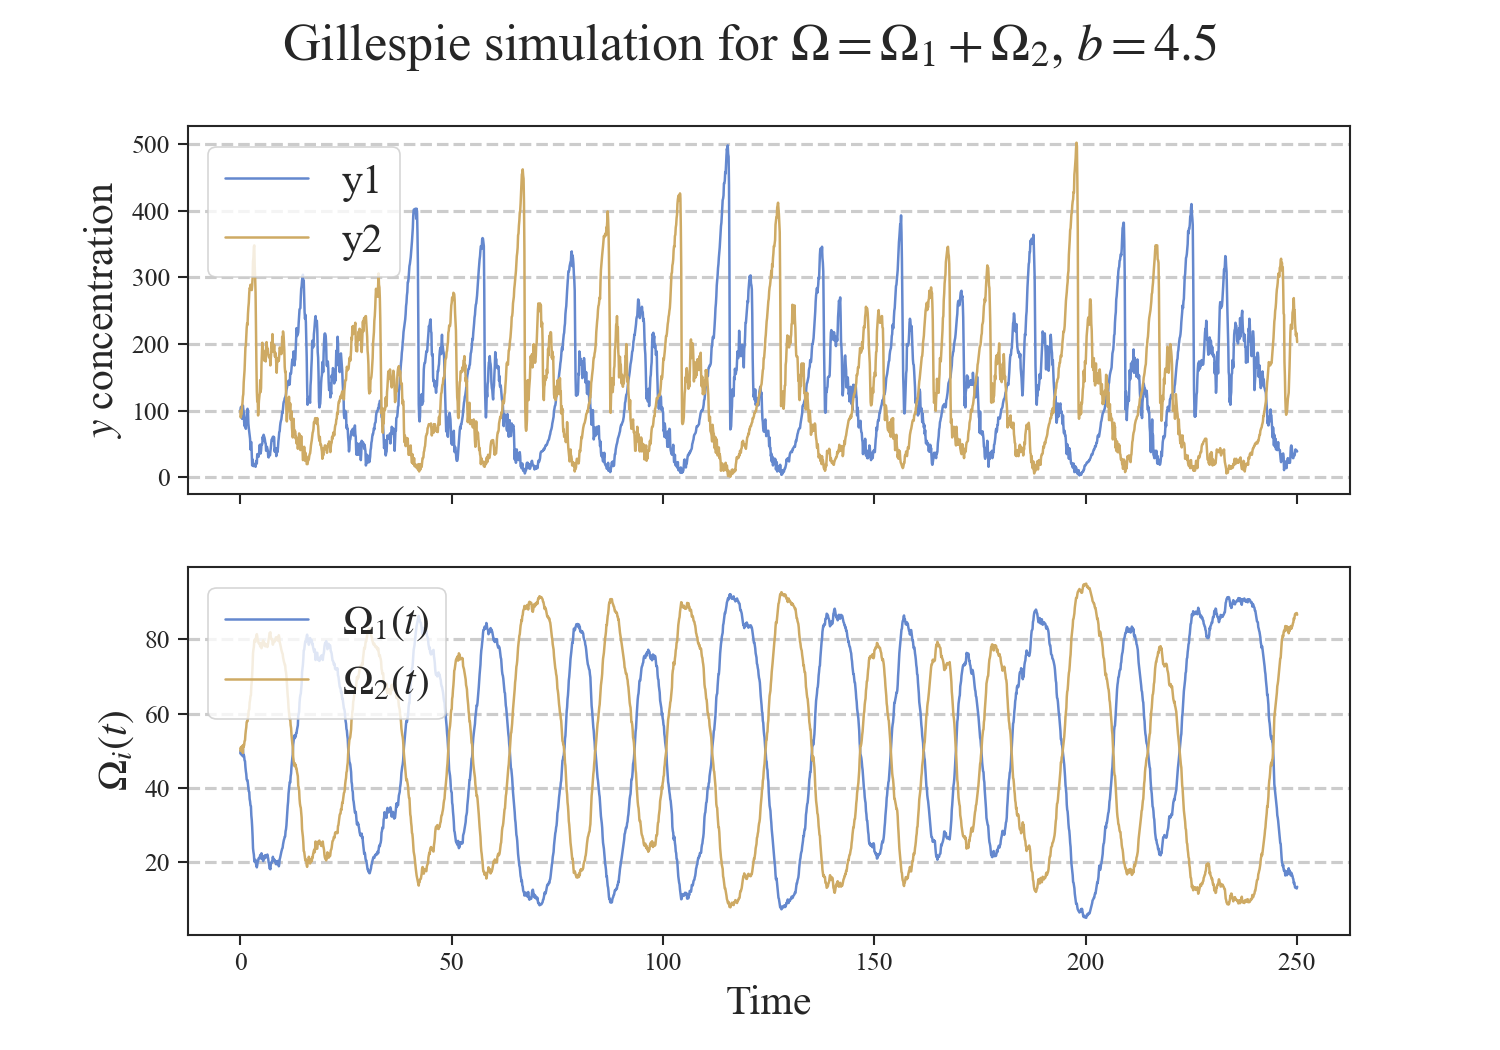 Gillespie simulation for Ω = Ω₁ + Ω₂, b = 4.5
y concentration
500
400
300
200
100
0
y1
y2
Ωᵢ(t)
80
60
40
20
Ω₁(t)
Ω₂(t)
0 50 100 150 200 250
Time